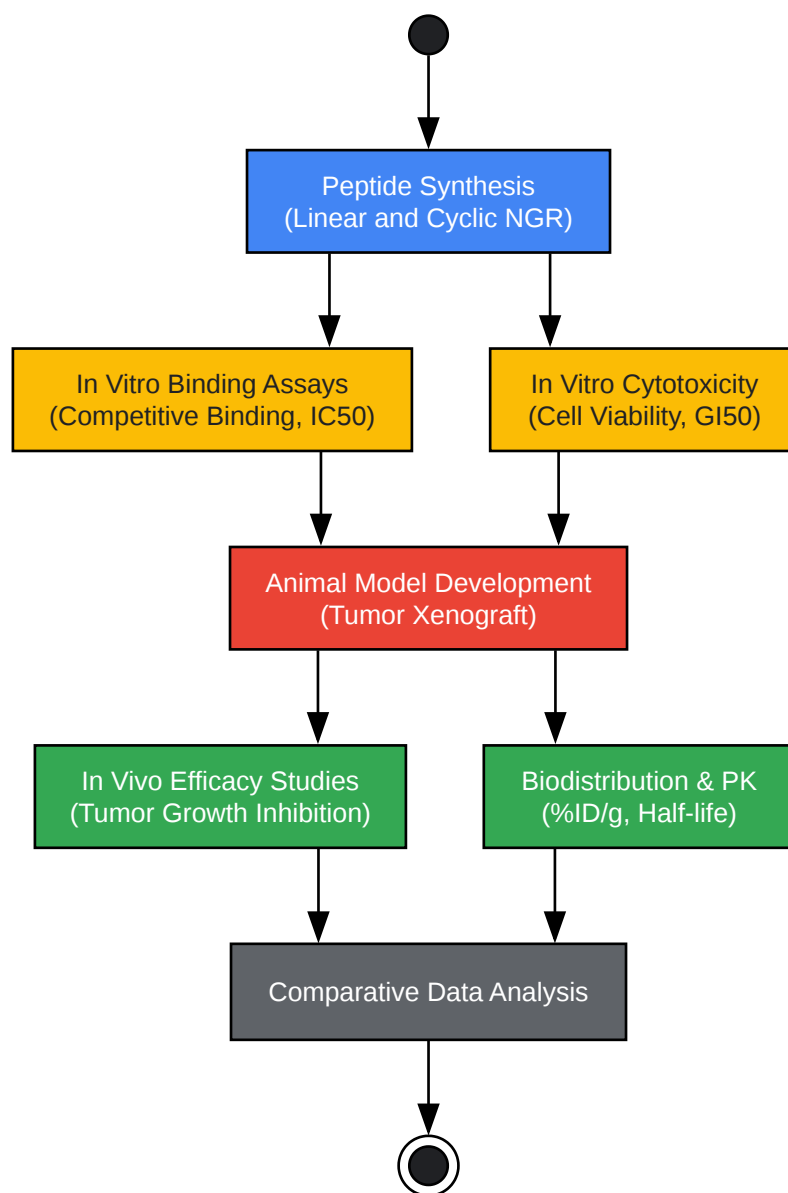 Peptide Synthesis
(Linear and Cyclic NGR)
In Vitro Binding Assays
(Competitive Binding, IC50)
In Vitro Cytotoxicity
(Cell Viability, GI50)
Animal Model Development
(Tumor Xenograft)
In Vivo Efficacy Studies
(Tumor Growth Inhibition)
Biodistribution & PK
(%ID/g, Half-life)
Comparative Data Analysis